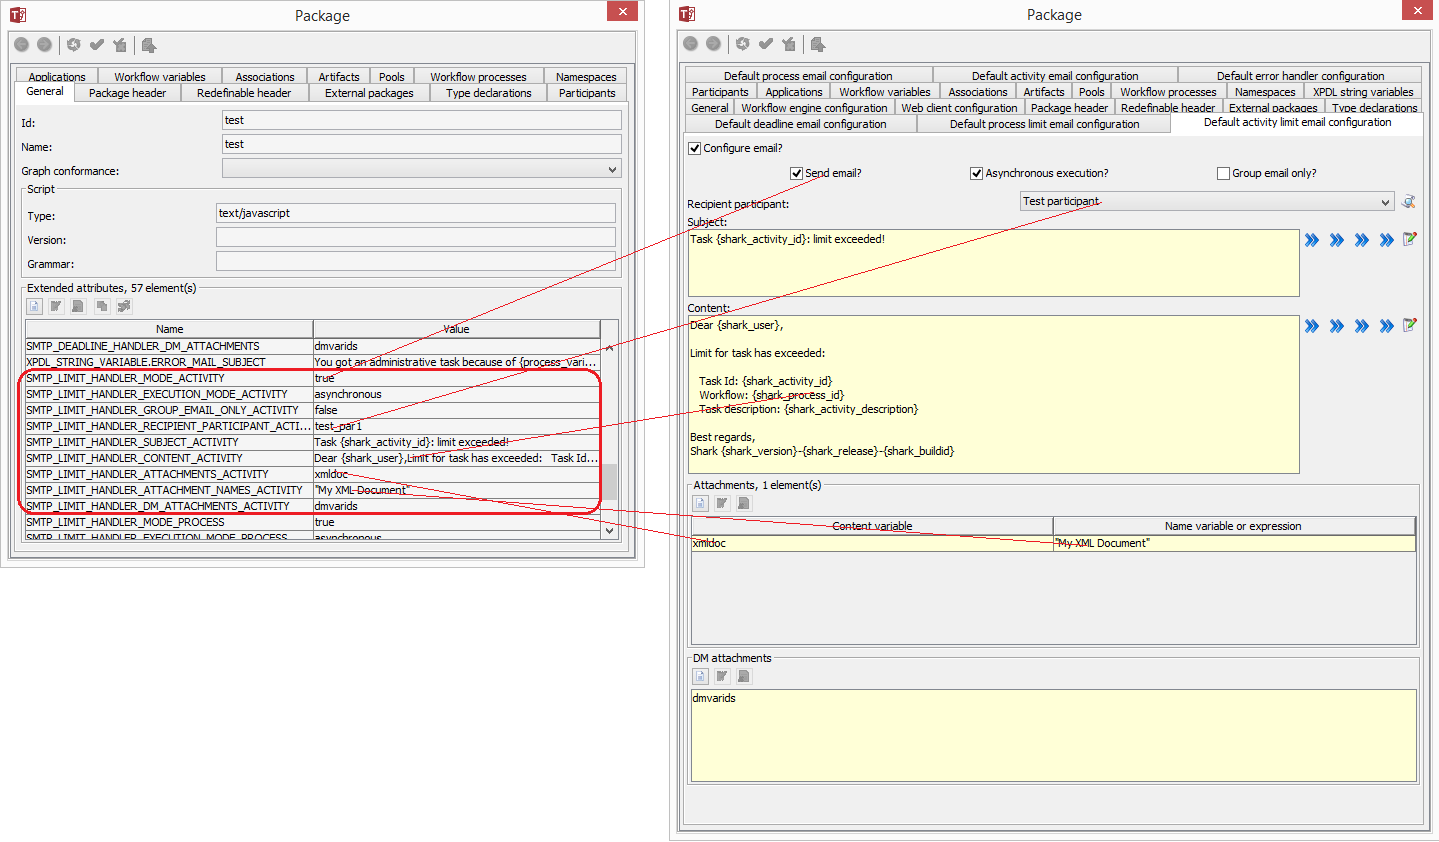 Package
Applications Workflow variables Associations Artifacts Pools Workflow processes Namespaces
General Package header Redefinable header External packages Type declarations Participants
Id: test
Name: test
Graph conformance:
Script
Type: text/javascript
Version:
Grammar:
Extended attributes, 57 element(s)
Name Value
SMTP_DEADLINE_HANDLER_DM_ATTACHMENTS dmvarids
XPDL_STRING_VARIABLE.ERROR_MAIL_SUBJECT You got an administrative task because of {process_vari...
SMTP_LIMIT_HANDLER_MODE_ACTIVITY true
SMTP_LIMIT_HANDLER_EXECUTION_MODE_ACTIVITY asynchronous
SMTP_LIMIT_HANDLER_GROUP_EMAIL_ONLY_ACTIVITY false
SMTP_LIMIT_HANDLER_RECIPIENT_PARTICIPANT_ACTI... test_par1
SMTP_LIMIT_HANDLER_SUBJECT_ACTIVITY Task {shark_activity_id}: limit exceeded!
SMTP_LIMIT_HANDLER_CONTENT_ACTIVITY Dear {shark_user},Limit for task has exceeded: Task Id...
SMTP_LIMIT_HANDLER_ATTACHMENTS_ACTIVITY xmldoc
SMTP_LIMIT_HANDLER_ATTACHMENT_NAMES_ACTIVITY "My XML Document"
SMTP_LIMIT_HANDLER_DM_ATTACHMENTS_ACTIVITY dmvarids
SMTP_LIMIT_HANDLER_MODE_PROCESS true
SMTP_LIMIT_HANDLER_EXECUTION_MODE_PROCESS asynchronous
Package
Default process email configuration Default activity email configuration Default error handler configuration
Participants Applications Workflow variables Associations Artifacts Pools Workflow processes Namespaces XPDL string variables
General Workflow engine configuration Web client configuration Package header Redefinable header External packages Type declarations
Default deadline email configuration Default process limit email configuration Default activity limit email configuration
Configure email?
Send email? Asynchronous execution? Group email only?
Recipient participant: Test participant
Subject:
Task {shark_activity_id}: limit exceeded!
Content:
Dear {shark_user},
Limit for task has exceeded:
Task Id: {shark_activity_id}
Workflow: {shark_process_id}
Task description: {shark_activity_description}
Best regards,
Shark {shark_version}-{shark_release}-{shark_buildid}
Attachments, 1 element(s)
Content variable Name variable or expression
xmldoc "My XML Document"
DM attachments
dmvarids